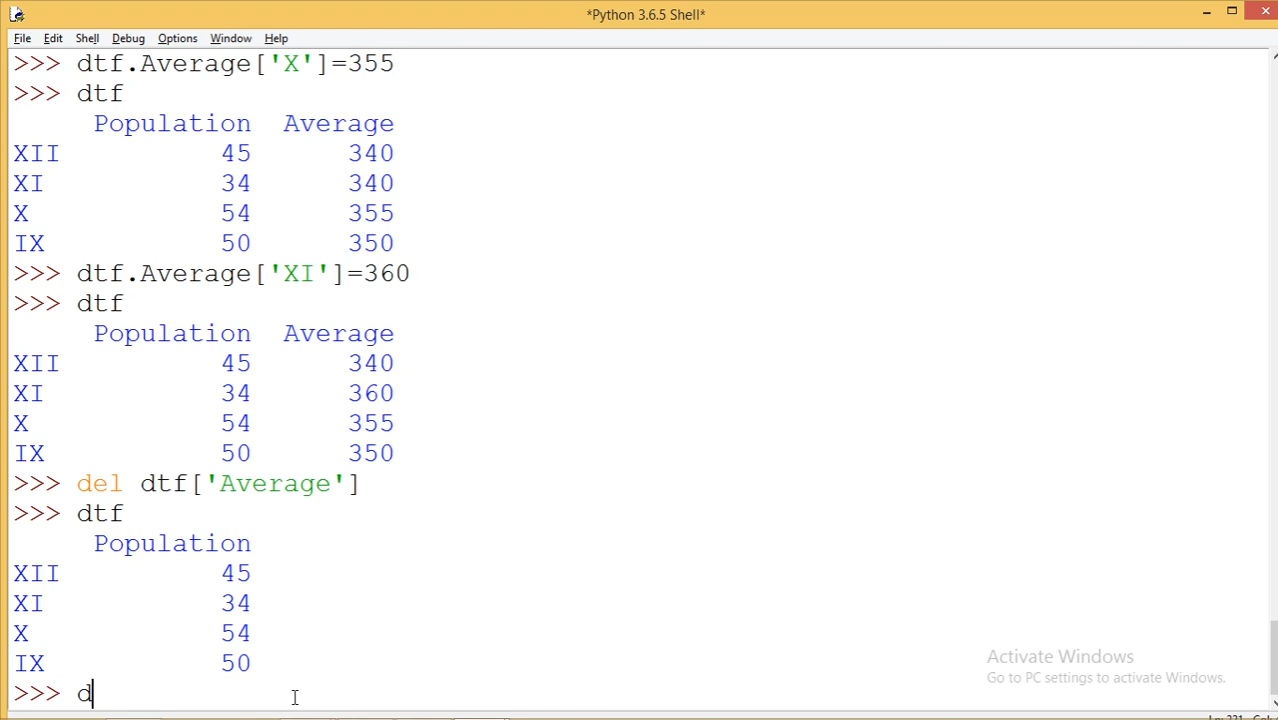 *Python 3.6.5 Shell*
File Edit Shell Debug Options Window Help
>>> dtf.Average['X']=355
>>> dtf
Population Average
XII 45 340
XI 34 340
X 54 355
IX 50 350
>>> dtf.Average['XI']=360
>>> dtf
Population Average
XII 45 340
XI 34 360
X 54 355
IX 50 350
>>> del dtf['Average']
>>> dtf
Population
XII 45
XI 34
X 54
IX 50
>>> d
Activate Windows
Go to PC settings to activate Windows.